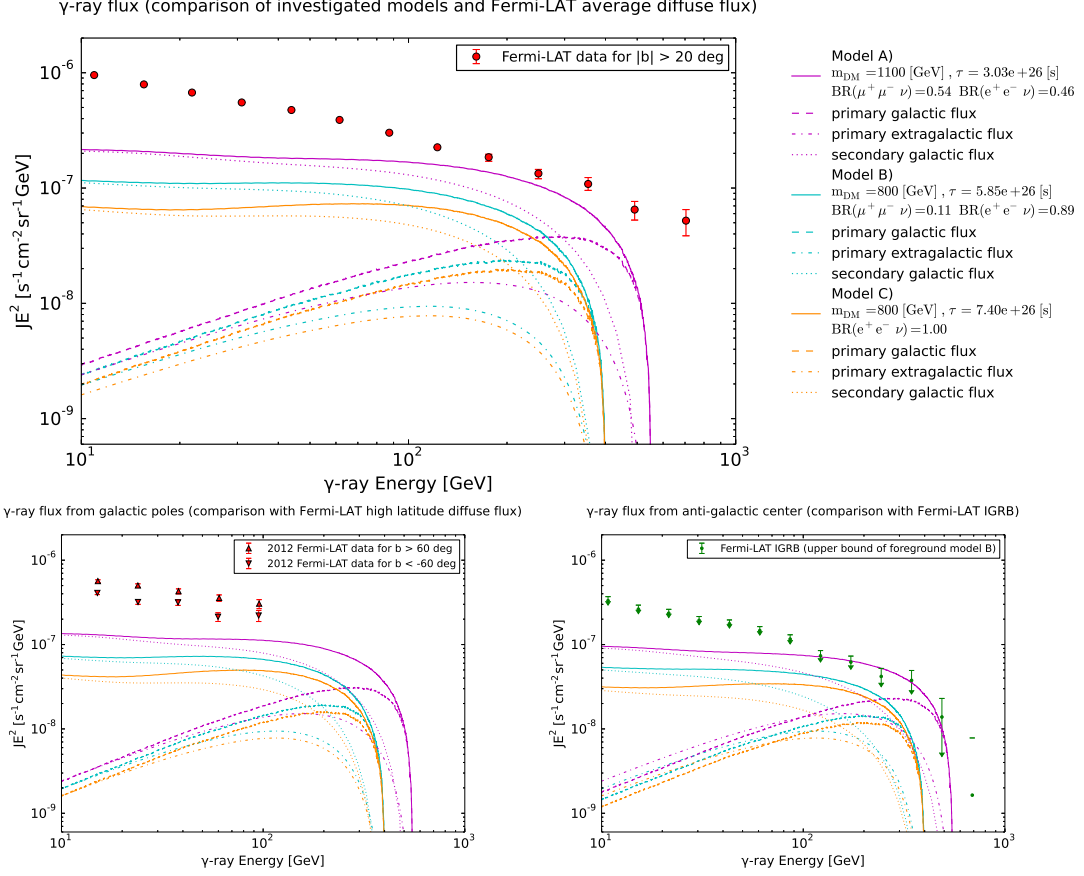 γ-ray flux (comparison of investigated models and Fermi-LAT average diffuse flux)
Fermi-LAT data for |b| > 20 deg
10⁻⁶
10⁻⁷
10⁻⁸
10⁻⁹
JE² [s⁻¹cm⁻²sr⁻¹GeV]
10¹ 10² 10³
γ-ray Energy [GeV]
Model A)
m_DM =1100 [GeV] , τ = 3.03e+26 [s]
BR(μ⁺μ⁻ ν)=0.54 BR(e⁺e⁻ ν)=0.46
primary galactic flux
primary extragalactic flux
secondary galactic flux
Model B)
m_DM =800 [GeV] , τ = 5.85e+26 [s]
BR(μ⁺μ⁻ ν)=0.11 BR(e⁺e⁻ ν)=0.89
primary galactic flux
primary extragalactic flux
secondary galactic flux
Model C)
m_DM =800 [GeV] , τ = 7.40e+26 [s]
BR(e⁺e⁻ ν)=1.00
primary galactic flux
primary extragalactic flux
secondary galactic flux
γ-ray flux from galactic poles (comparison with Fermi-LAT high latitude diffuse flux)
2012 Fermi-LAT data for b > 60 deg
2012 Fermi-LAT data for b < -60 deg
10⁻⁶
10⁻⁷
10⁻⁸
10⁻⁹
JE² [s⁻¹cm⁻²sr⁻¹GeV]
10¹ 10² 10³
γ-ray Energy [GeV]
γ-ray flux from anti-galactic center (comparison with Fermi-LAT IGRB)
Fermi-LAT IGRB (upper bound of foreground model B)
10⁻⁶
10⁻⁷
10⁻⁸
10⁻⁹
JE² [s⁻¹cm⁻²sr⁻¹GeV]
10¹ 10² 10³
γ-ray Energy [GeV]